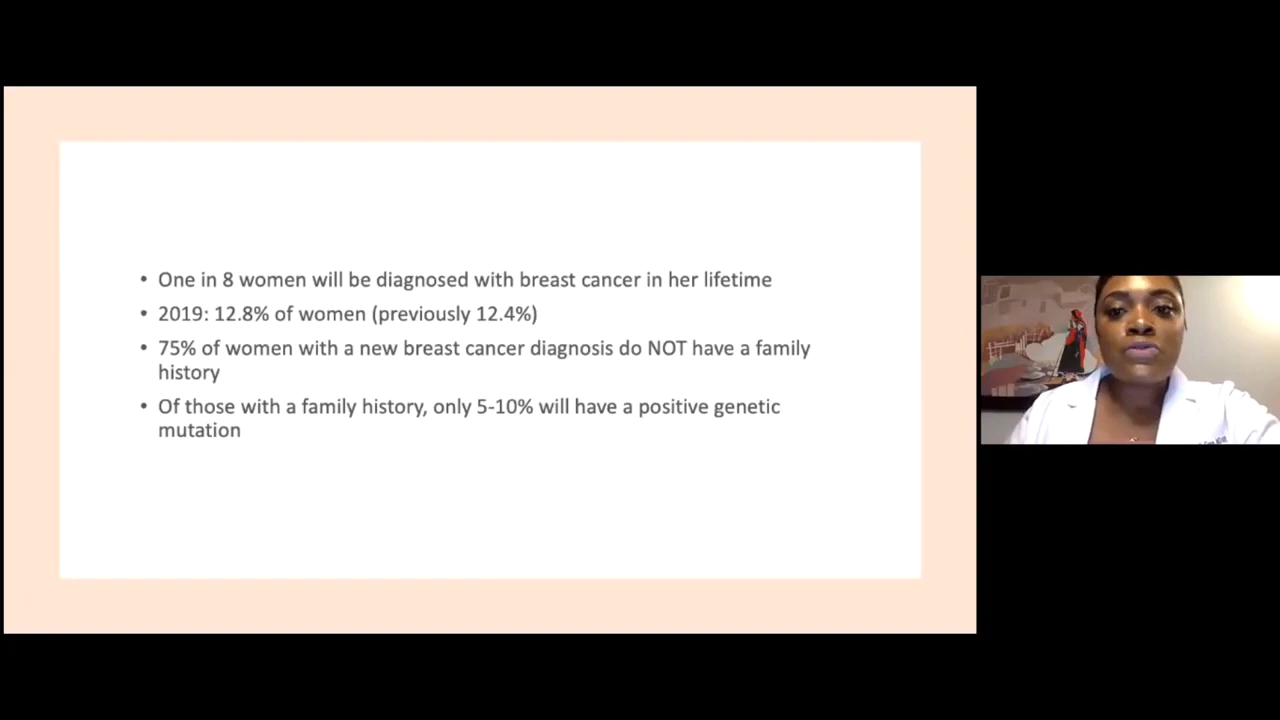 • One in 8 women will be diagnosed with breast cancer in her lifetime
• 2019: 12.8% of women (previously 12.4%)
• 75% of women with a new breast cancer diagnosis do NOT have a family
history
• Of those with a family history, only 5-10% will have a positive genetic
mutation